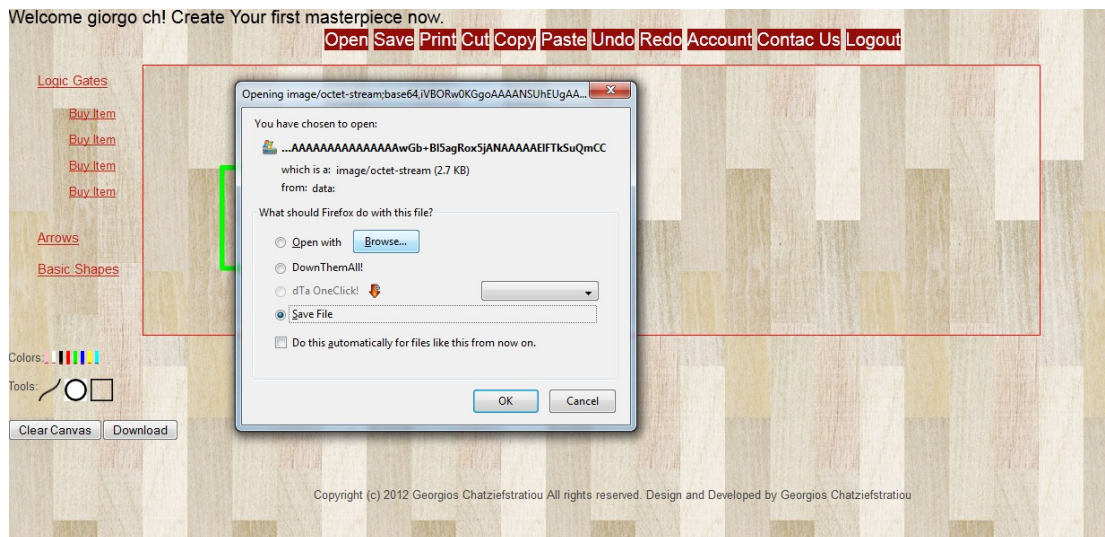 Welcome giorgo ch! Create Your first masterpiece now.
Open Save Print Cut Copy Paste Undo Redo Account Contac Us Logout
Logic Gates
Buy Item
Buy Item
Buy Item
Buy Item
Arrows
Basic Shapes
Opening image/octet-stream;base64,iVBORw0KGgoAAAANSUhEUgAA...
You have chosen to open:
...AAAAAAAAAAAAAAAwGb+BI5agRox5jANAAAAAElFTkSuQmCC
which is a: image/octet-stream (2.7 KB)
from: data:
What should Firefox do with this file?
Open with Browse...
DownThemAll!
dTa OneClick!
Save File
Do this automatically for files like this from now on.
OK Cancel
Colors:
Tools:
Clear Canvas Download
Copyright (c) 2012 Georgios Chatziefstratiou All rights reserved. Design and Developed by Georgios Chatziefstratiou